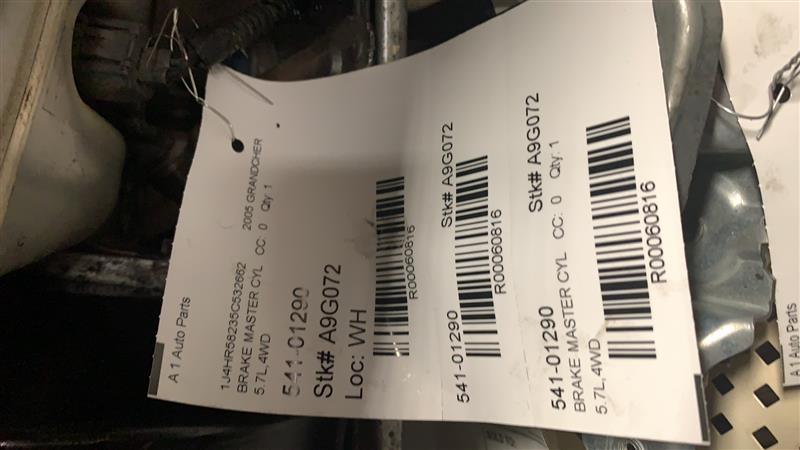 A 1 Auto Parts
1J4HR58235C532662 2005 GRANDCHER
BRAKE MASTER CYL CC: 0 Qty: 1
5.7L,4WD
541-01290
Stk# A9G072
Loc: WH
R00060816
541-01290 Stk# A9G072
R00060816
541-01290 Stk# A9G072
BRAKE MASTER CYL CC: 0 Qty: 1
5.7L,4WD
R00060816
A 1 Auto Parts